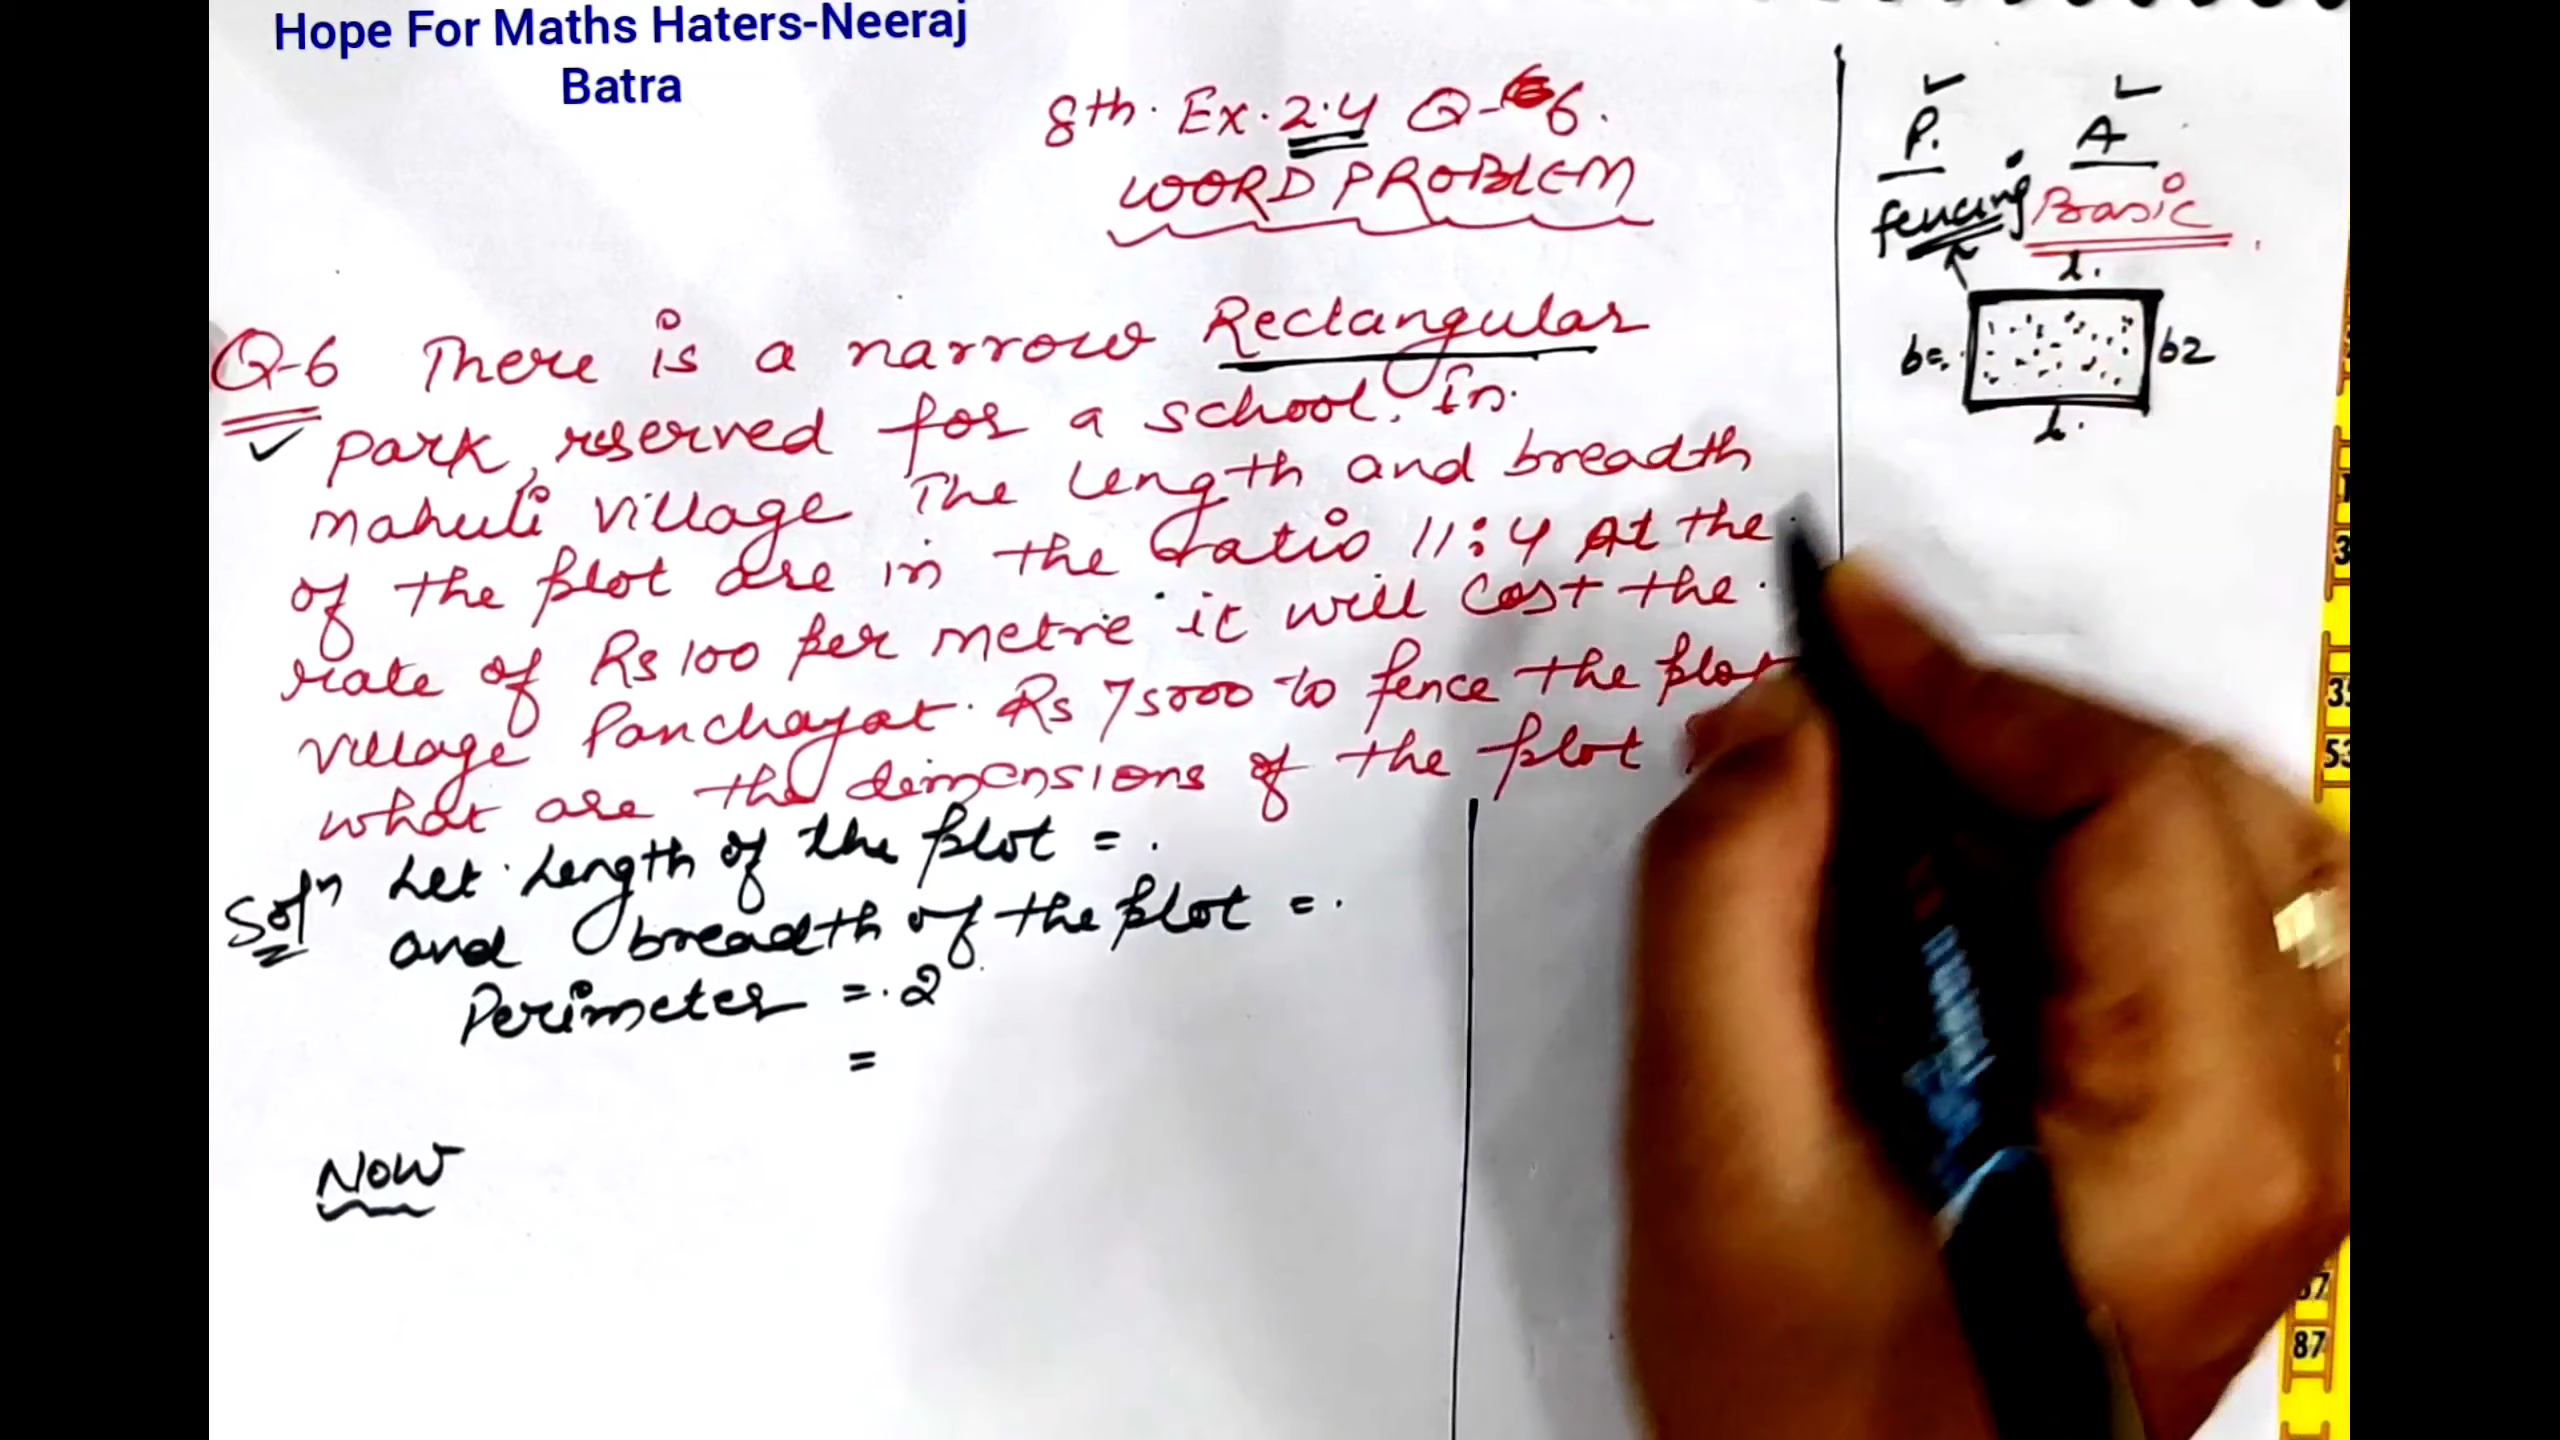 Hope For Maths Haters-Neeraj
Batra
8th. Ex. 2.4 Q-6.
WORD PROBLEM
Q-6 There is a narrow Rectangular
park, reserved for a school. In.
mahuli village The Length and breadth
of the plot are in the ratio 11:4 At the
rate of Rs 100 per metre it will cost the
village Panchayat. Rs 75000 to fence the plot
what are the dimensions of the plot
Soln Let Length of the plot = .
and breadth of the plot = .
Perimeter = . 2
=
NOW
P. A
fencing Basic
l.
b= b2
l.
87